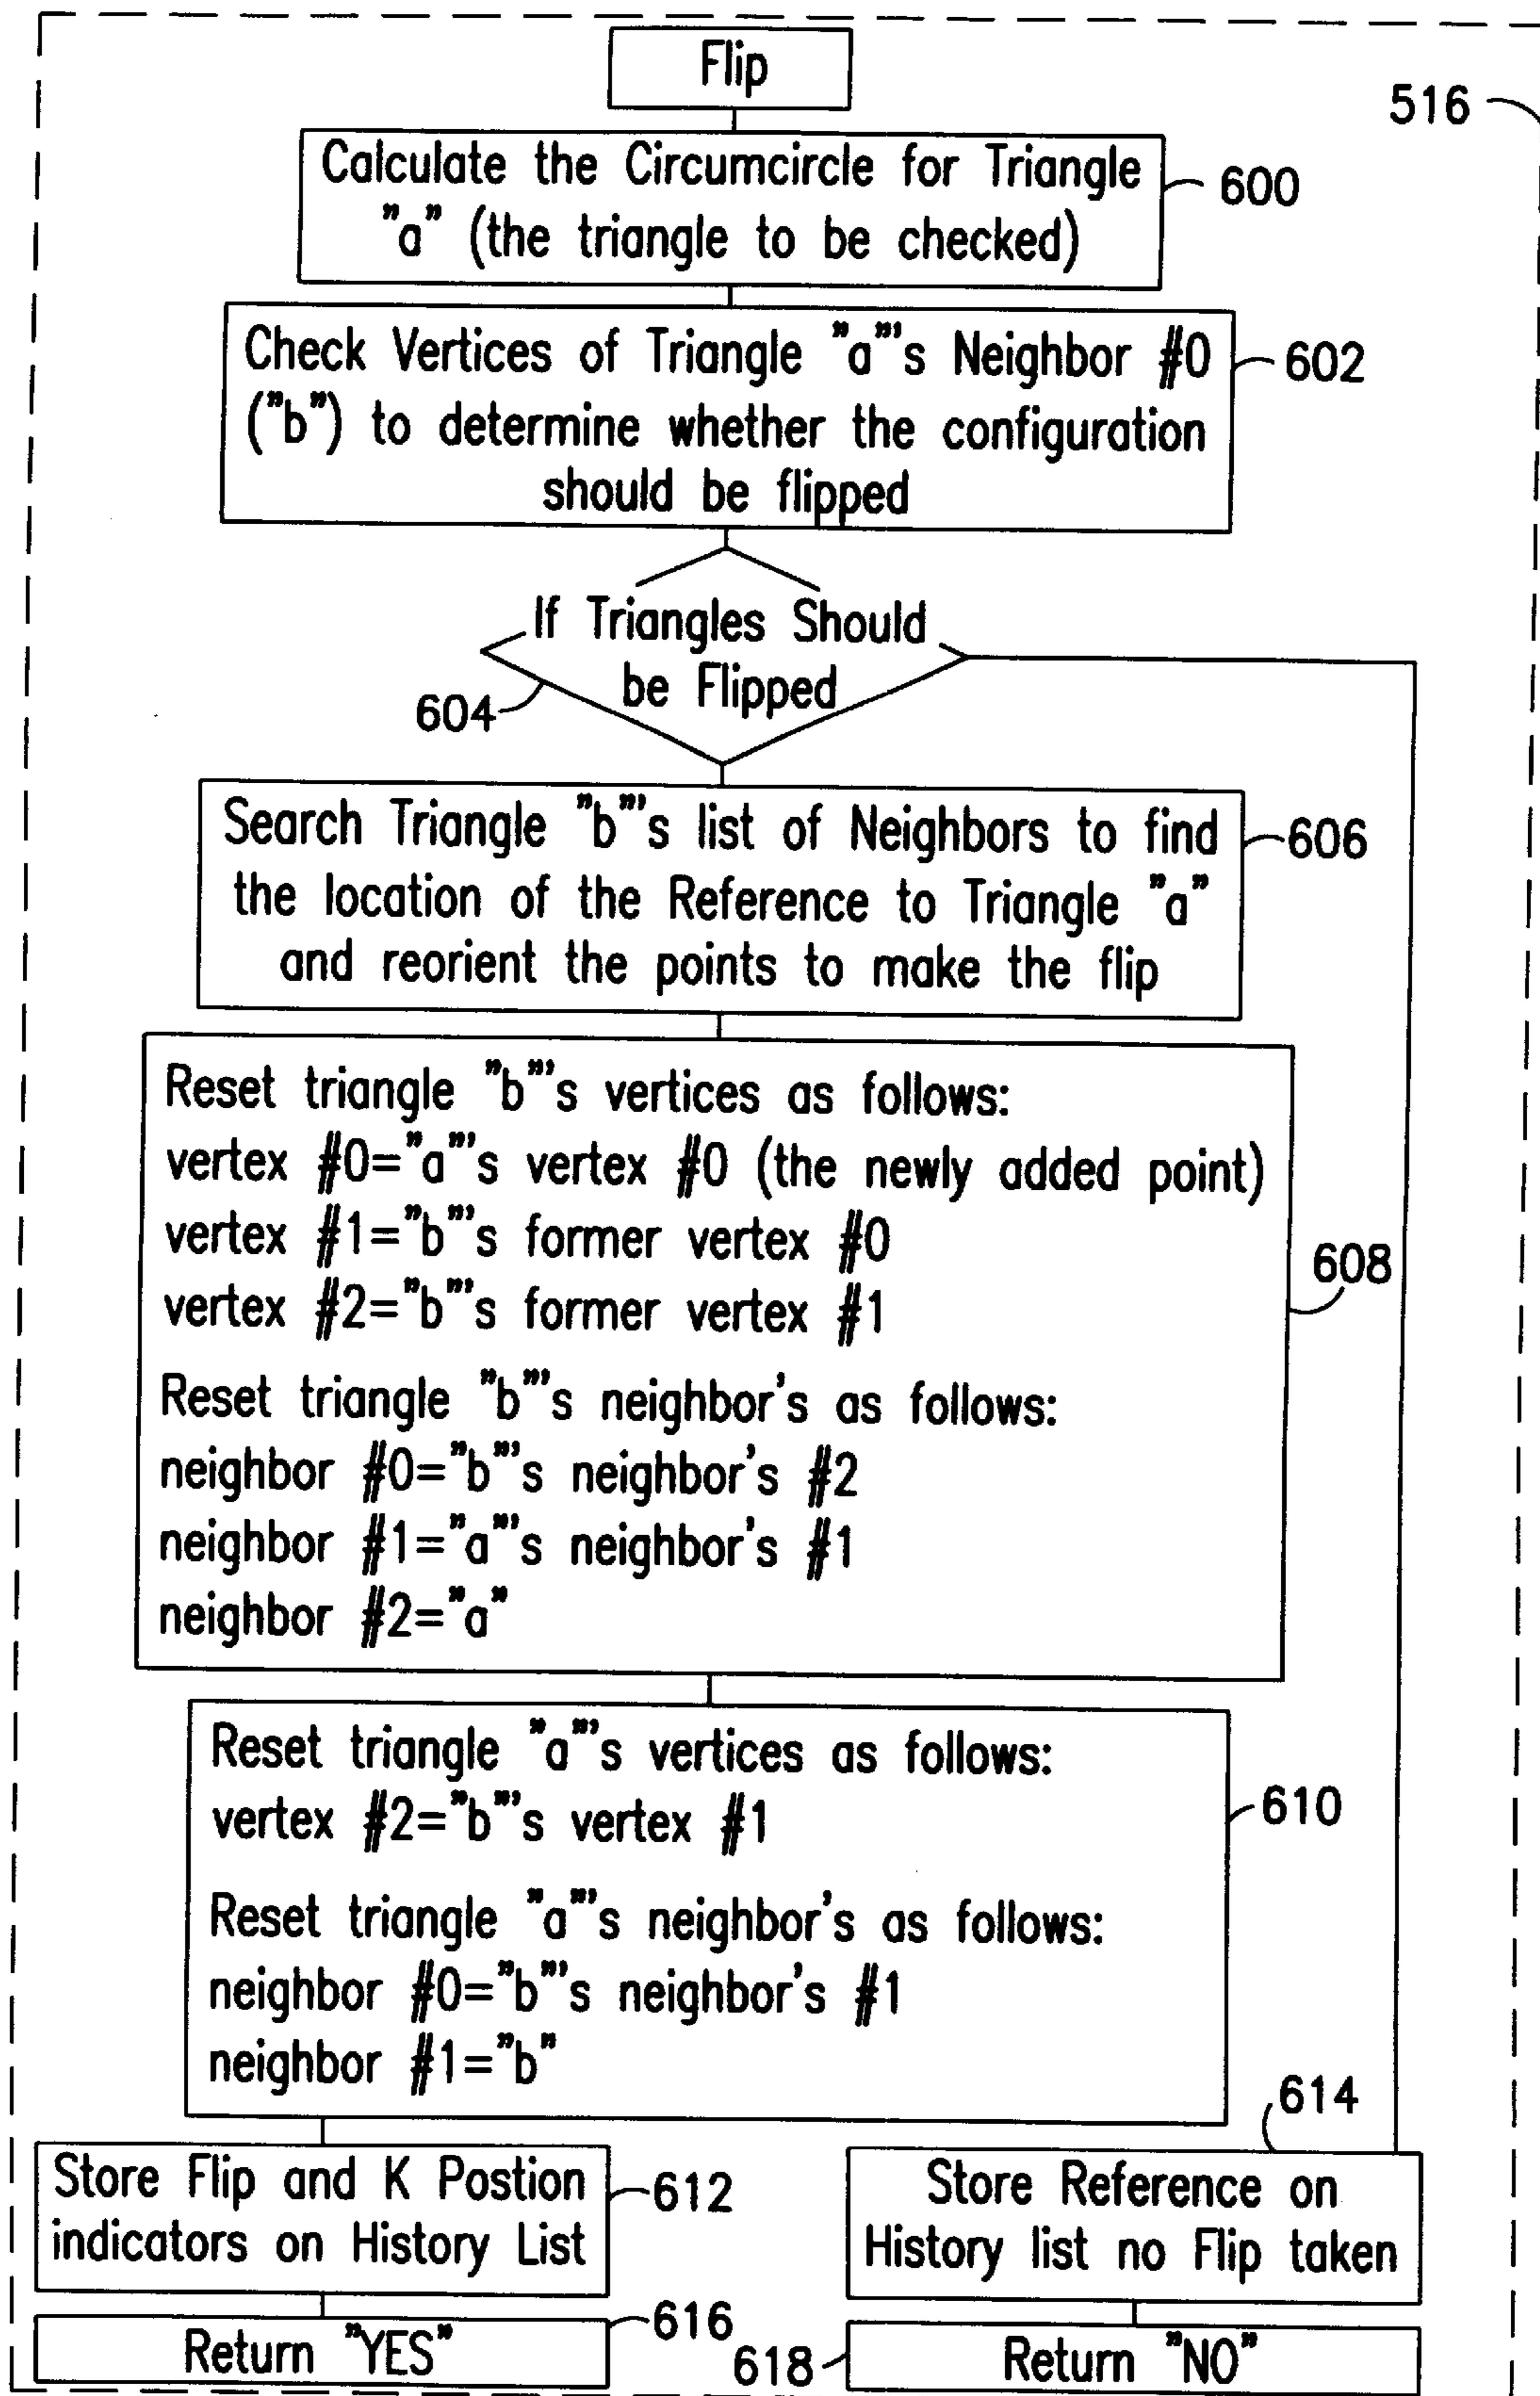 Flip
516
Calculate the Circumcircle for Triangle
"a" (the triangle to be checked)
600
Check Vertices of Triangle "a"'s Neighbor #0
("b") to determine whether the configuration
should be flipped
602
If Triangles Should
be Flipped
604
Search Triangle "b"'s list of Neighbors to find
the location of the Reference to Triangle "a"
and reorient the points to make the flip
606
Reset triangle "b"'s vertices as follows:
vertex #0="a"'s vertex #0 (the newly added point)
vertex #1="b"'s former vertex #0
vertex #2="b"'s former vertex #1
Reset triangle "b"'s neighbor's as follows:
neighbor #0="b"'s neighbor's #2
neighbor #1="a"'s neighbor's #1
neighbor #2="a"
608
Reset triangle "a"'s vertices as follows:
vertex #2="b"'s vertex #1
Reset triangle "a"'s neighbor's as follows:
neighbor #0="b"'s neighbor's #1
neighbor #1="b"
610
Store Flip and K Postion
indicators on History List
612
614
Store Reference on
History list no Flip taken
Return "YES"
616
618
Return "NO"